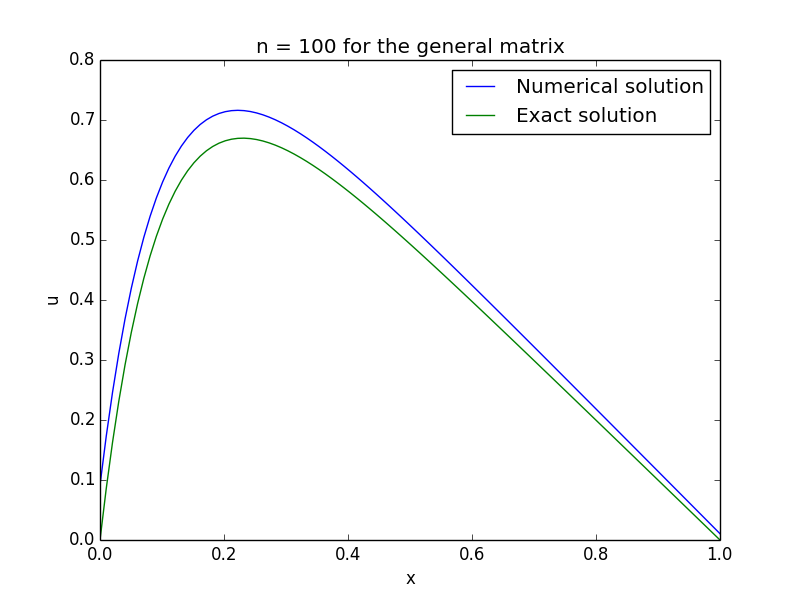 n = 100 for the general matrix
Numerical solution
Exact solution
0.8
0.7
0.6
0.5
0.4
0.3
0.2
0.1
0.0
u
0.0 0.2 0.4 0.6 0.8 1.0
x